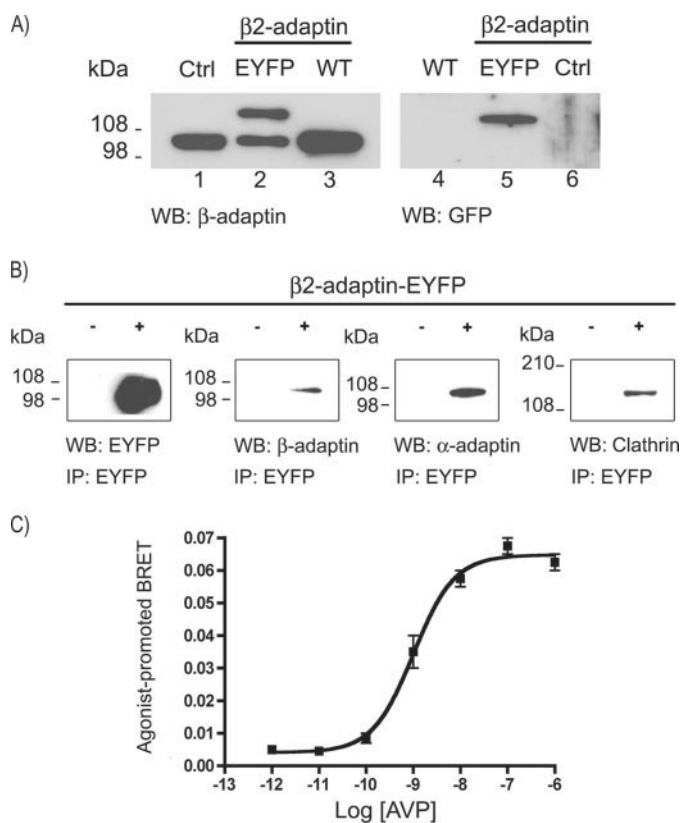 A)
β2-adaptin
β2-adaptin
kDa
Ctrl
EYFP
WT
WT
EYFP
Ctrl
108
98
1
2
3
4
5
6
WB: β-adaptin
WB: GFP
B)
β2-adaptin-EYFP
kDa
-
+
kDa
-
+
kDa
-
+
kDa
-
+
108
98
108
98
108
98
210
108
WB: EYFP
WB: β-adaptin
WB: α-adaptin
WB: Clathrin
IP: EYFP
IP: EYFP
IP: EYFP
IP: EYFP
C)
Agonist-promoted BRET
0.07
0.06
0.05
0.04
0.03
0.02
0.01
0.00
-13
-12
-11
-10
-9
-8
-7
-6
Log [AVP]